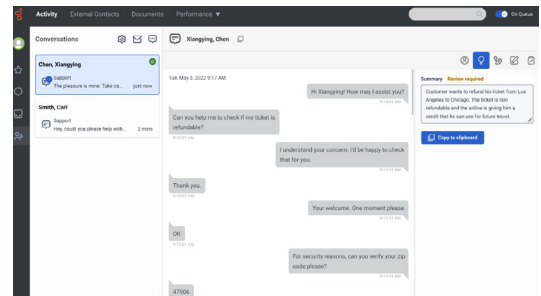 Activity External Contacts Documents Performance ▼
On Queue
Conversations
Xiangying, Chen
Chen, Xiangying
Support
The pleasure is mine. Take ca... just now
Smith, Carl
Support
Hey, could you please help with... 2 mins
Tue, May 3, 2022 9:17 AM
Hi Xiangying! How may I assist you?
Can you help me to check if my ticket is
refundable?
I understand your concern. I'd be happy to check
that for you.
Thank you.
Your welcome. One moment please
OK
For security reasons, can you verify your zip
code please?
47906
Summary Review required
Customer wants to refund his ticket from Los
Angeles to Chicago. The ticket is non
refundable and the airline is giving him a
credit that he can use for future travel.
Copy to clipboard